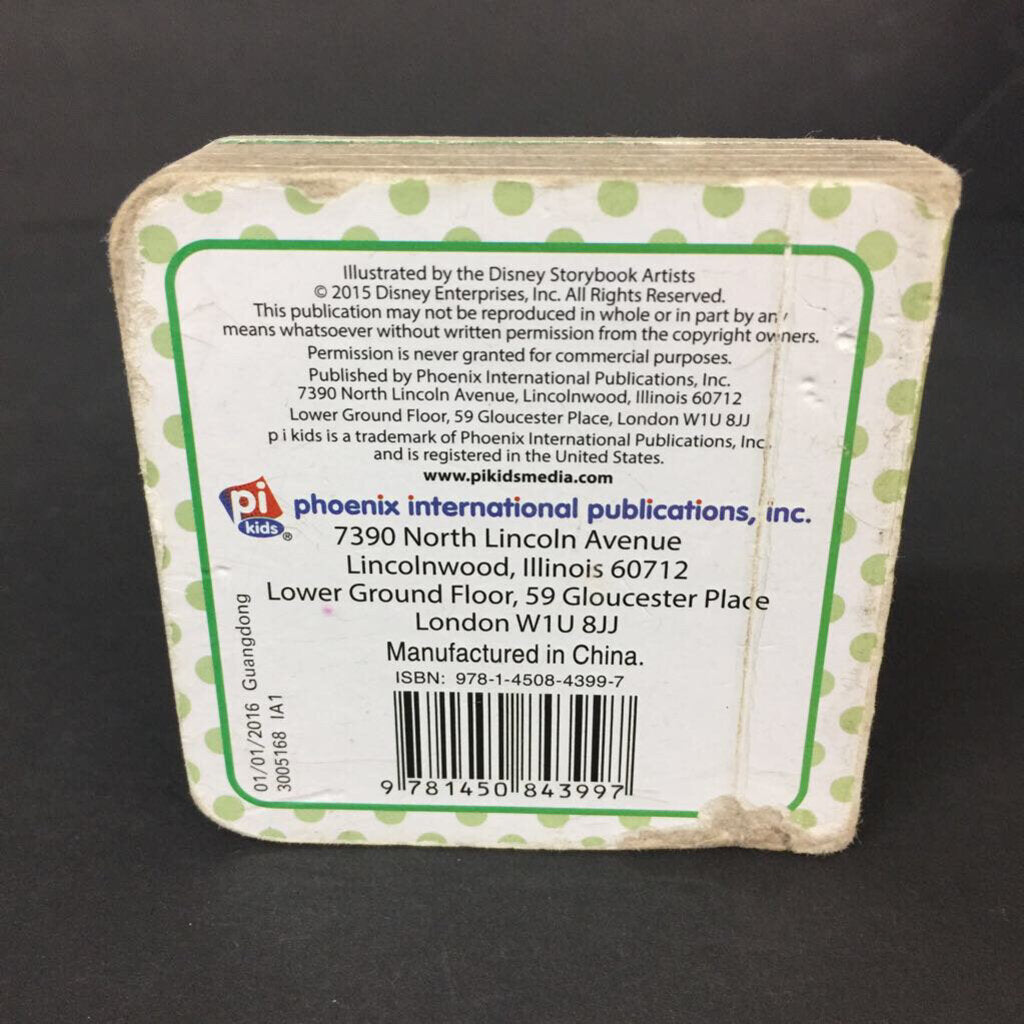 Illustrated by the Disney Storybook Artists
© 2015 Disney Enterprises, Inc. All Rights Reserved.
This publication may not be reproduced in whole or in part by any
means whatsoever without written permission from the copyright owners.
Permission is never granted for commercial purposes.
Published by Phoenix International Publications, Inc.
7390 North Lincoln Avenue, Lincolnwood, Illinois 60712
Lower Ground Floor, 59 Gloucester Place, London W1U 8JJ
p i kids is a trademark of Phoenix International Publications, Inc.,
and is registered in the United States.
www.pikidsmedia.com
pi
kids®
phoenix international publications, inc.
7390 North Lincoln Avenue
Lincolnwood, Illinois 60712
Lower Ground Floor, 59 Gloucester Place
London W1U 8JJ
Manufactured in China.
ISBN: 978-1-4508-4399-7
9 781450 843997
01/01/2016 Guangdong
3005168 IA1